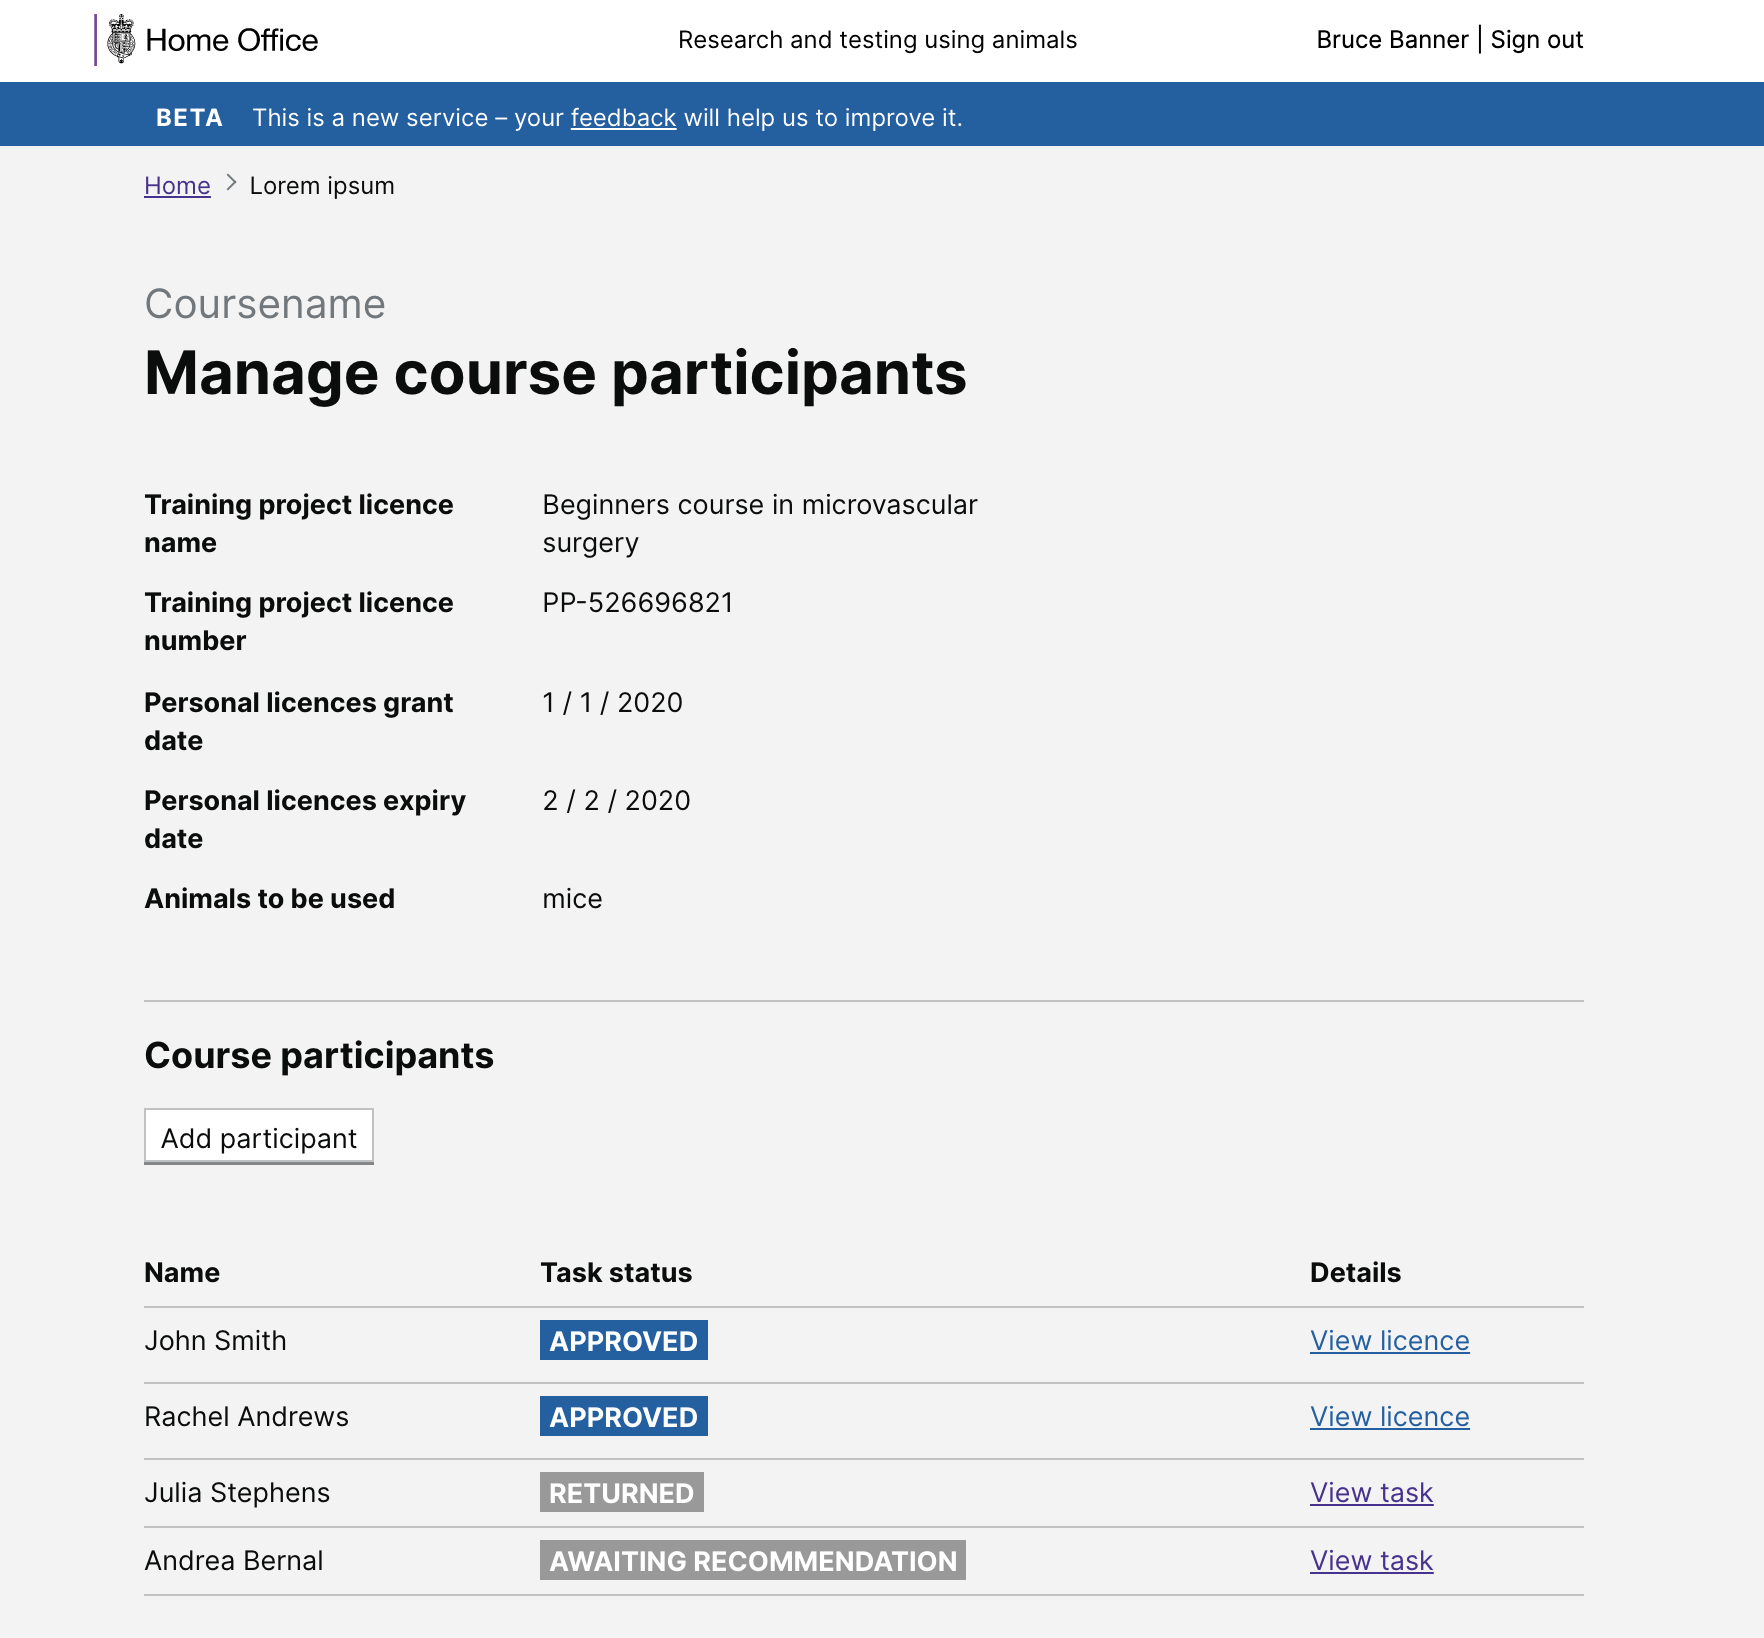 Home Office
Research and testing using animals
Bruce Banner | Sign out
BETA This is a new service – your feedback will help us to improve it.
Home > Lorem ipsum
Coursename
Manage course participants
Training project licence name
Beginners course in microvascular surgery
Training project licence number
PP-526696821
Personal licences grant date
1 / 1 / 2020
Personal licences expiry date
2 / 2 / 2020
Animals to be used
mice
Course participants
Add participant
Name Task status Details
John Smith APPROVED View licence
Rachel Andrews APPROVED View licence
Julia Stephens RETURNED View task
Andrea Bernal AWAITING RECOMMENDATION View task